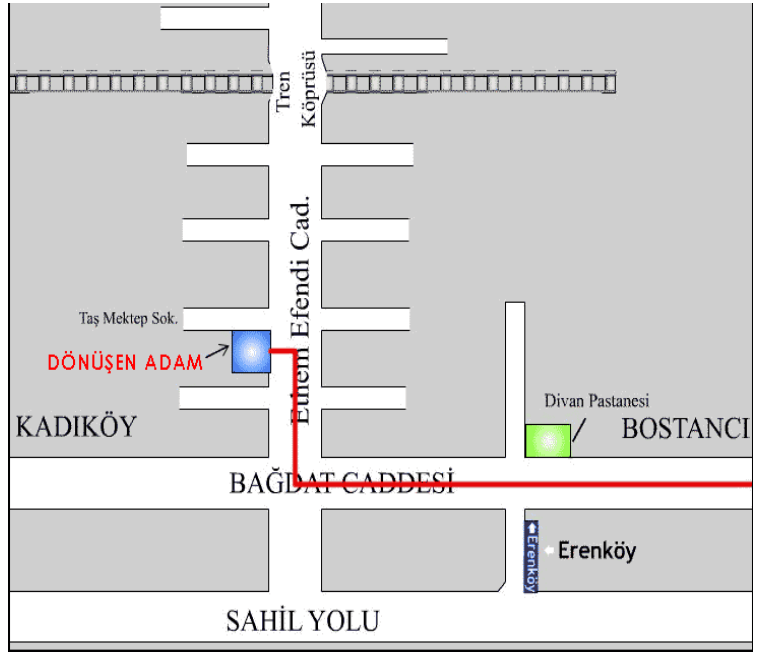 Tren
Köprüsü
Ethem Efendi Cad.
Taş Mektep Sok.
DÖNÜŞEN ADAM
Divan Pastanesi
KADIKÖY
BOSTANCI
BAĞDAT CADDESİ
Erenköy
Erenköy
SAHİL YOLU